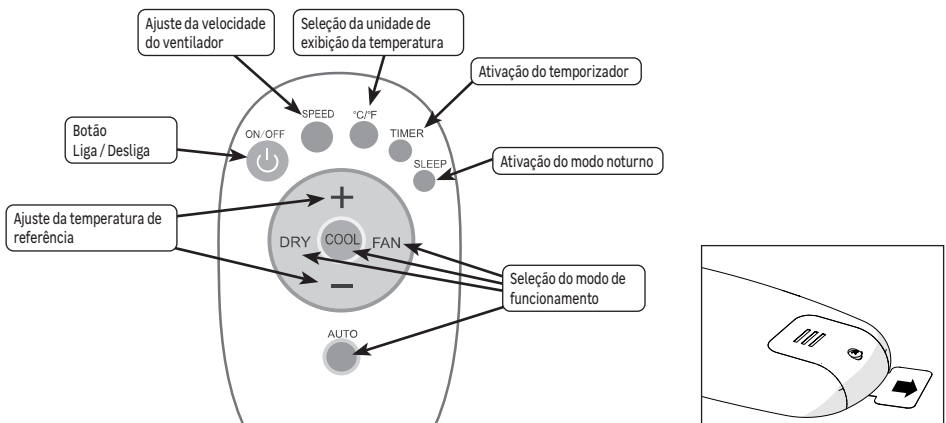 Ajuste da velocidade
do ventilador
Seleção da unidade de
exibição da temperatura
Ativação do temporizador
SPEED
°C/°F
TIMER
ON/OFF
Botão
Liga / Desliga
SLEEP
Ativação do modo noturno
Ajuste da temperatura de
referência
+
DRY
COOL
FAN
−
Seleção do modo de
funcionamento
AUTO